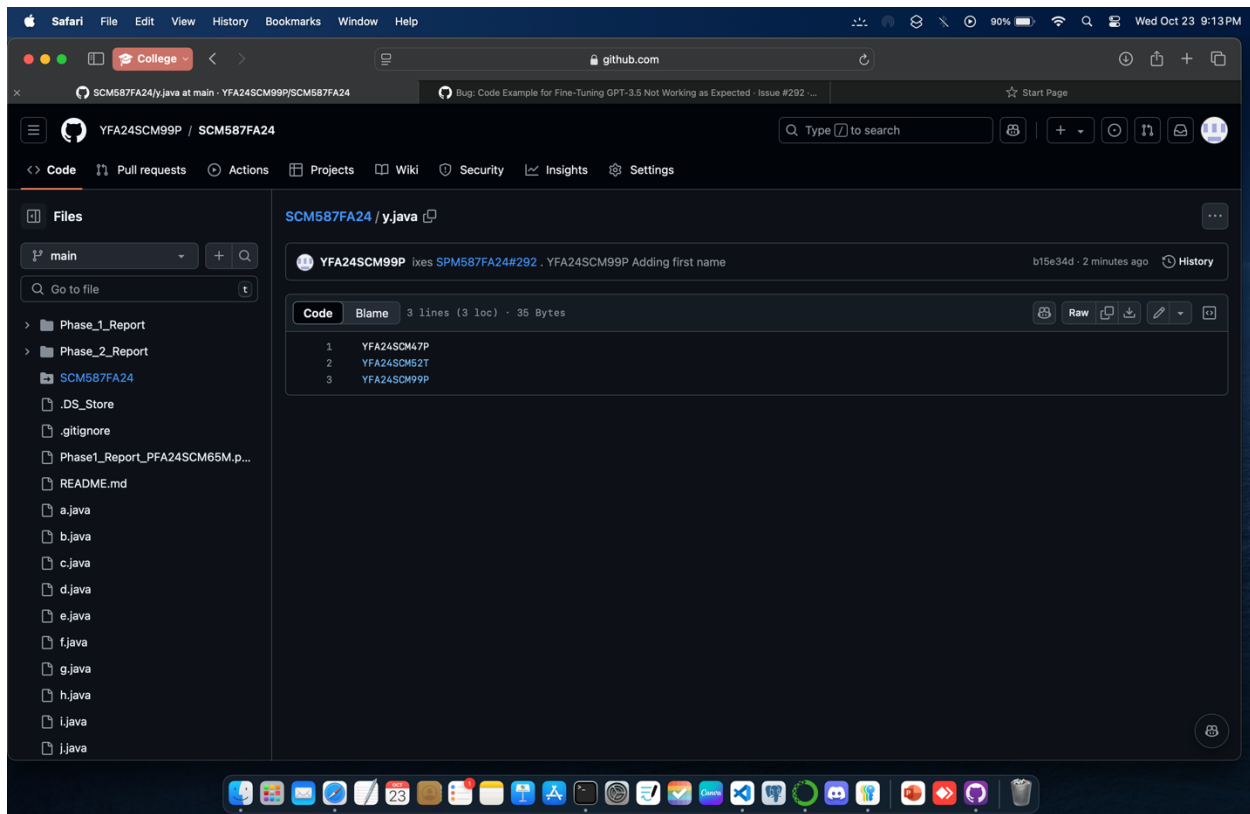 Safari File Edit View History Bookmarks Window Help 90% Wed Oct 23 9:13 PM
College github.com
SCM587FA24/y.java at main · YFA24SCM99P/SCM587FA24 Bug: Code Example for Fine-Tuning GPT-3.5 Not Working as Expected · Issue #292 ·... Start Page
YFA24SCM99P / SCM587FA24 Type / to search
Code Pull requests Actions Projects Wiki Security Insights Settings
Files SCM587FA24 / y.java
main YFA24SCM99P ixes SPM587FA24#292 . YFA24SCM99P Adding first name b15e34d · 2 minutes ago History
Go to file t
Code Blame 3 lines (3 loc) · 35 Bytes Raw
Phase_1_Report
Phase_2_Report
SCM587FA24
.DS_Store
.gitignore
Phase1_Report_PFA24SCM65M.p...
README.md
a.java
b.java
c.java
d.java
e.java
f.java
g.java
h.java
i.java
j.java
1 YFA24SCM47P
2 YFA24SCM52T
3 YFA24SCM99P
OCT
23
1
Canva